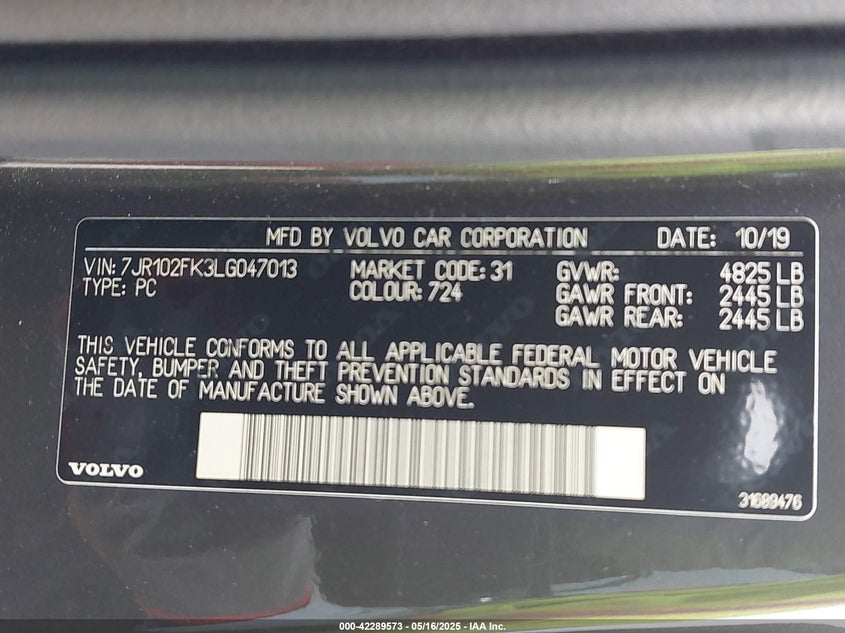 MFD BY VOLVO CAR CORPORATION DATE: 10/19
VIN: 7JR102FK3LG047013 MARKET CODE: 31 GVWR: 4825 LB
TYPE: PC COLOUR: 724 GAWR FRONT: 2445 LB
GAWR REAR: 2445 LB
THIS VEHICLE CONFORMS TO ALL APPLICABLE FEDERAL MOTOR VEHICLE
SAFETY, BUMPER AND THEFT PREVENTION STANDARDS IN EFFECT ON
THE DATE OF MANUFACTURE SHOWN ABOVE.
VOLVO
31689476
000-42289573 - 05/16/2025 - IAA Inc.